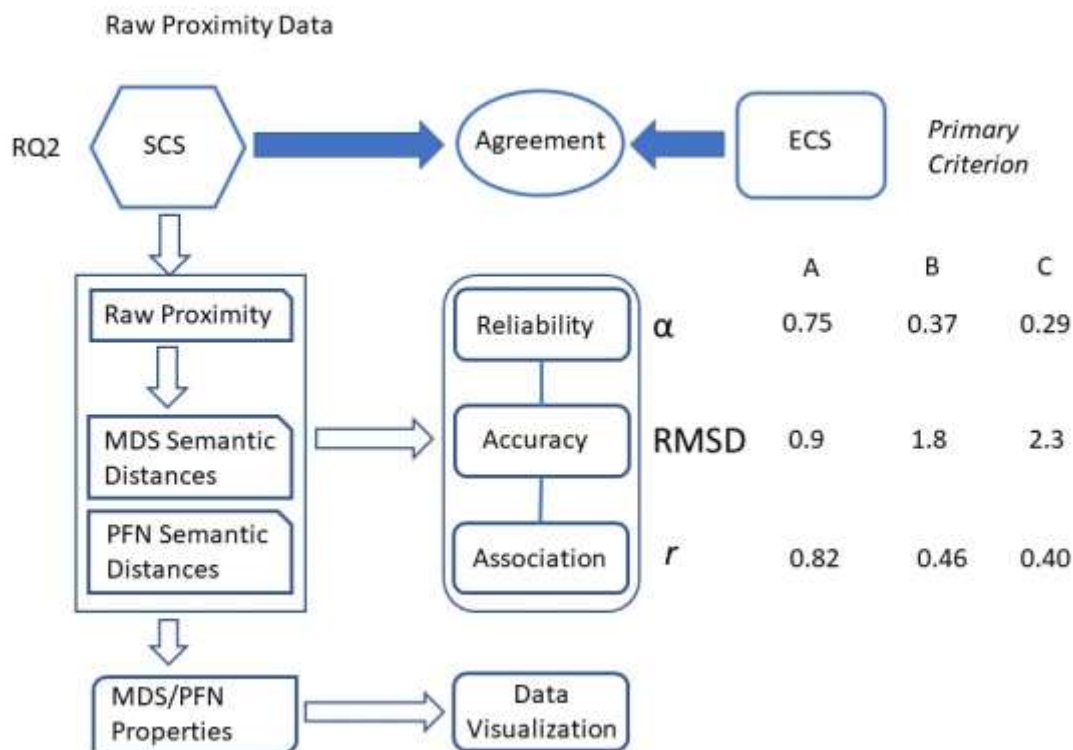 Raw Proximity Data
RQ2
SCS
Agreement
ECS
Primary
Criterion
A B C
Raw Proximity
Reliability
α 0.75 0.37 0.29
MDS Semantic
Distances
Accuracy
RMSD 0.9 1.8 2.3
PFN Semantic
Distances
Association
r 0.82 0.46 0.40
MDS/PFN
Properties
Data
Visualization